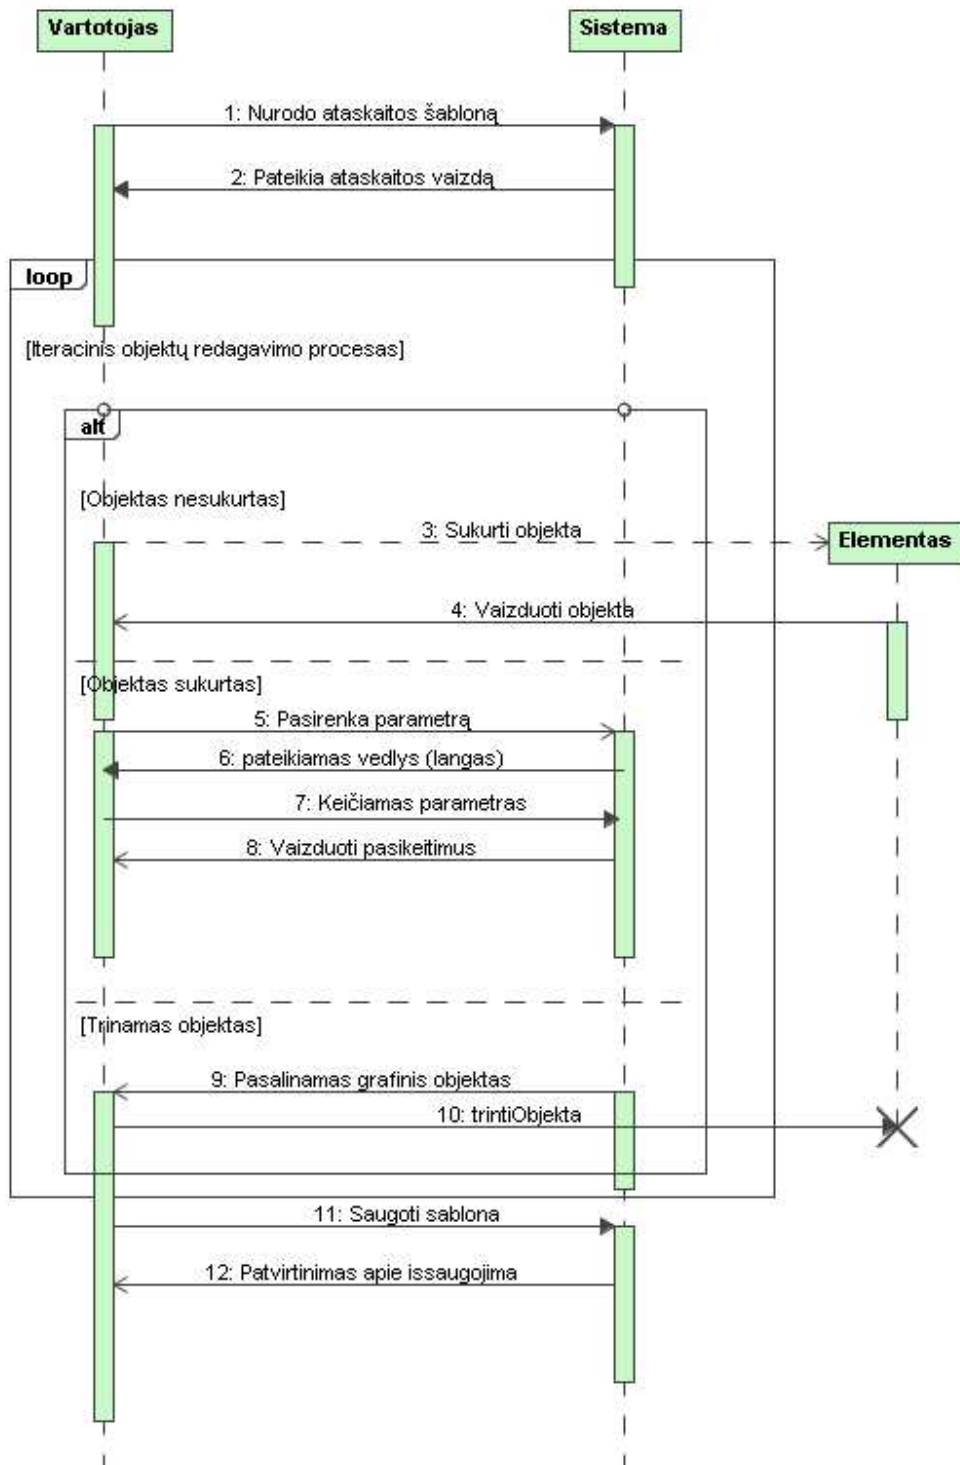 Vartotojas
Sistema
1: Nurodo ataskaitos šabloną
2: Pateikia ataskaitos vaizdą
loop
[Iteracinis objektų redagavimo procesas]
alt
[Objektas nesukurtas]
3: Sukurti objekta
Elementas
4: Vaizduoti objekta
[Objektas sukurtas]
5: Pasirenka parametrą
6: pateikiamas vedlys (langas)
7: Keičiamas parametras
8: Vaizduoti pasikeitimus
[Trinamas objektas]
9: Pasalinamas grafinis objektas
10: trintiObjekta
11: Saugoti sablona
12: Patvirtinimas apie issaugojima